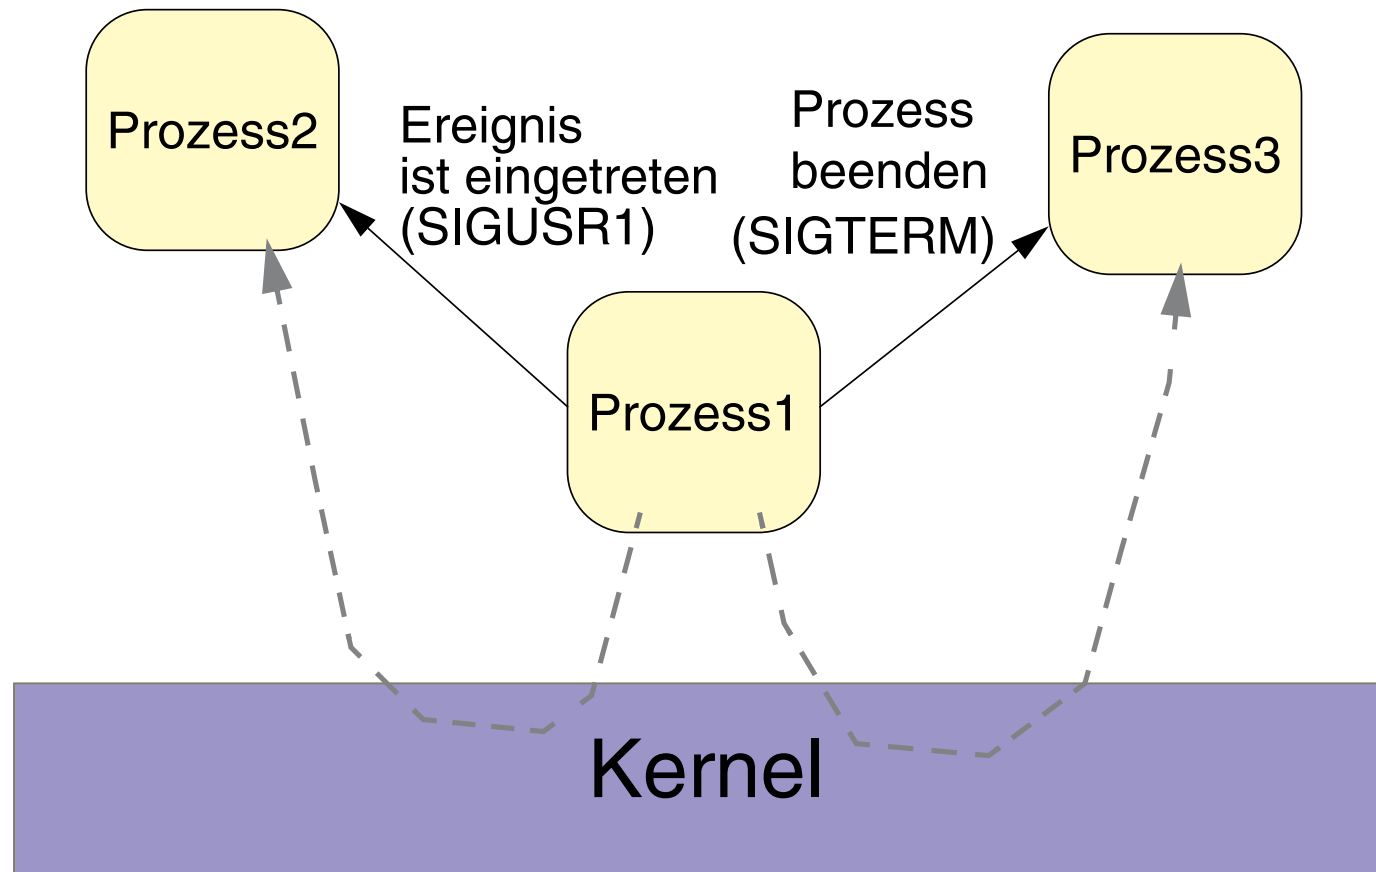 Prozess2
Ereignis
ist eingetreten
(SIGUSR1)
Prozess
beenden
(SIGTERM)
Prozess3
Prozess1
Kernel